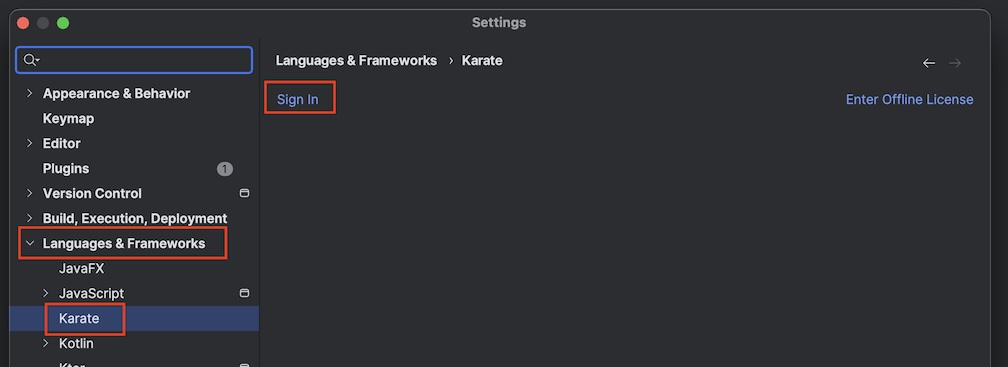 Settings
Languages & Frameworks › Karate
Sign In
Enter Offline License
Appearance & Behavior
Keymap
Editor
Plugins 1
Version Control
Build, Execution, Deployment
Languages & Frameworks
JavaFX
JavaScript
Karate
Kotlin
Ktor